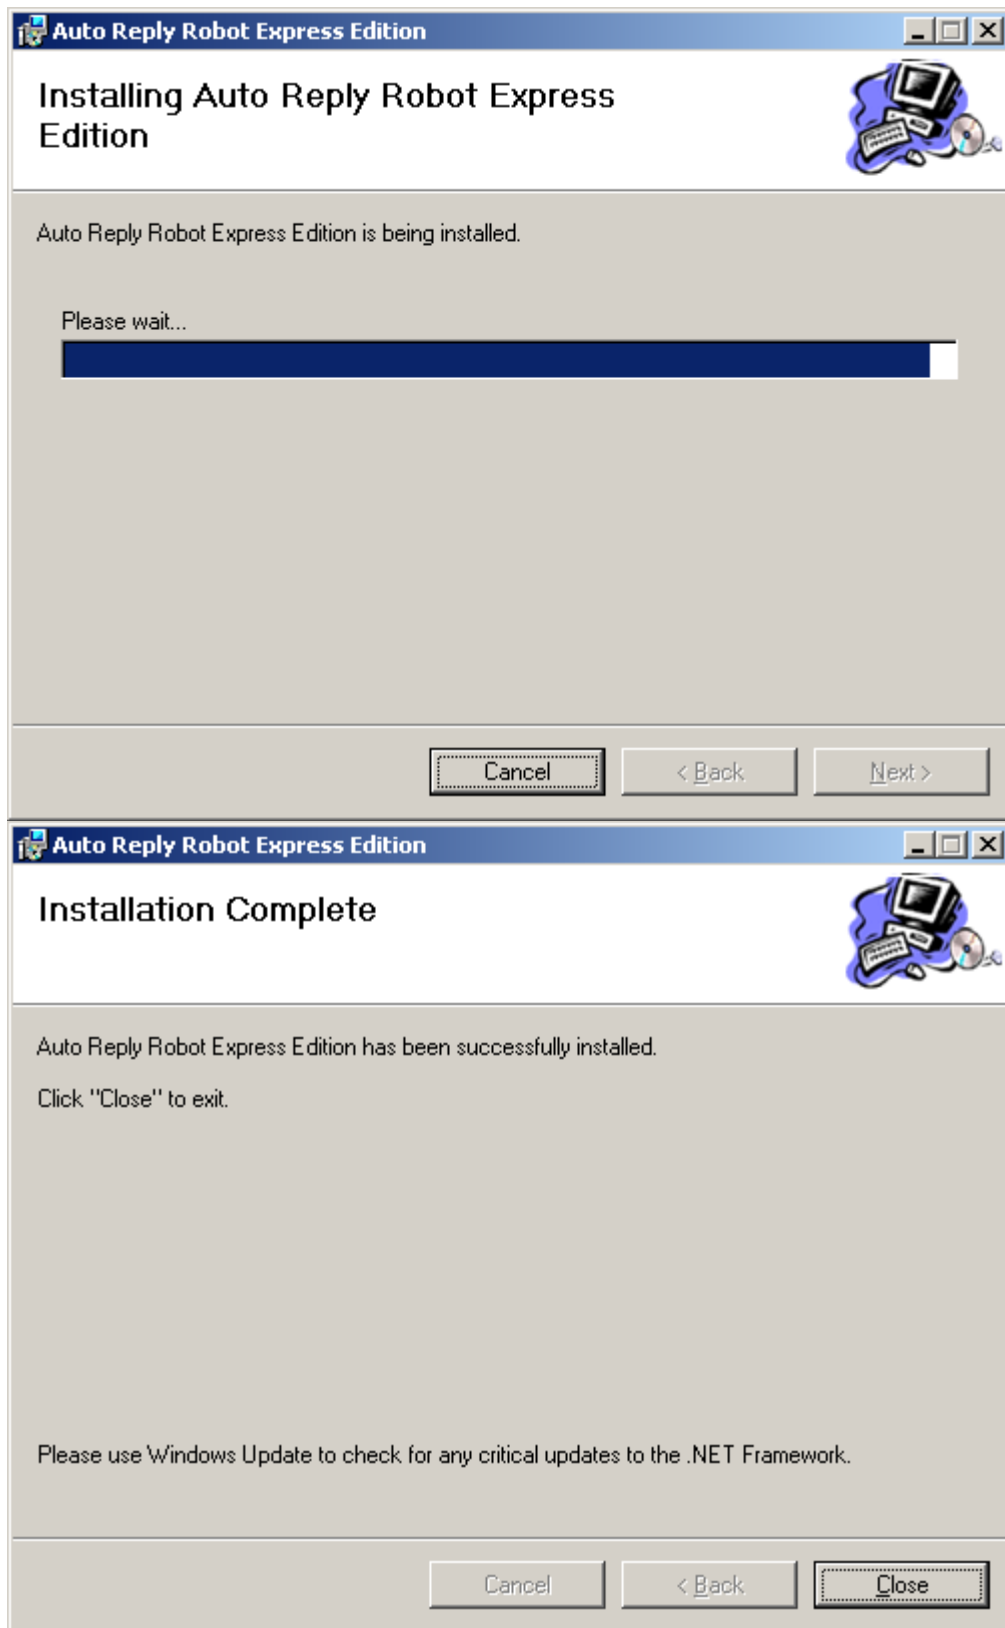 Auto Reply Robot Express Edition
Installing Auto Reply Robot Express
Edition
Auto Reply Robot Express Edition is being installed.
Please wait...
Cancel
< Back
Next >
Auto Reply Robot Express Edition
Installation Complete
Auto Reply Robot Express Edition has been successfully installed.
Click "Close" to exit.
Please use Windows Update to check for any critical updates to the .NET Framework.
Cancel
< Back
Close